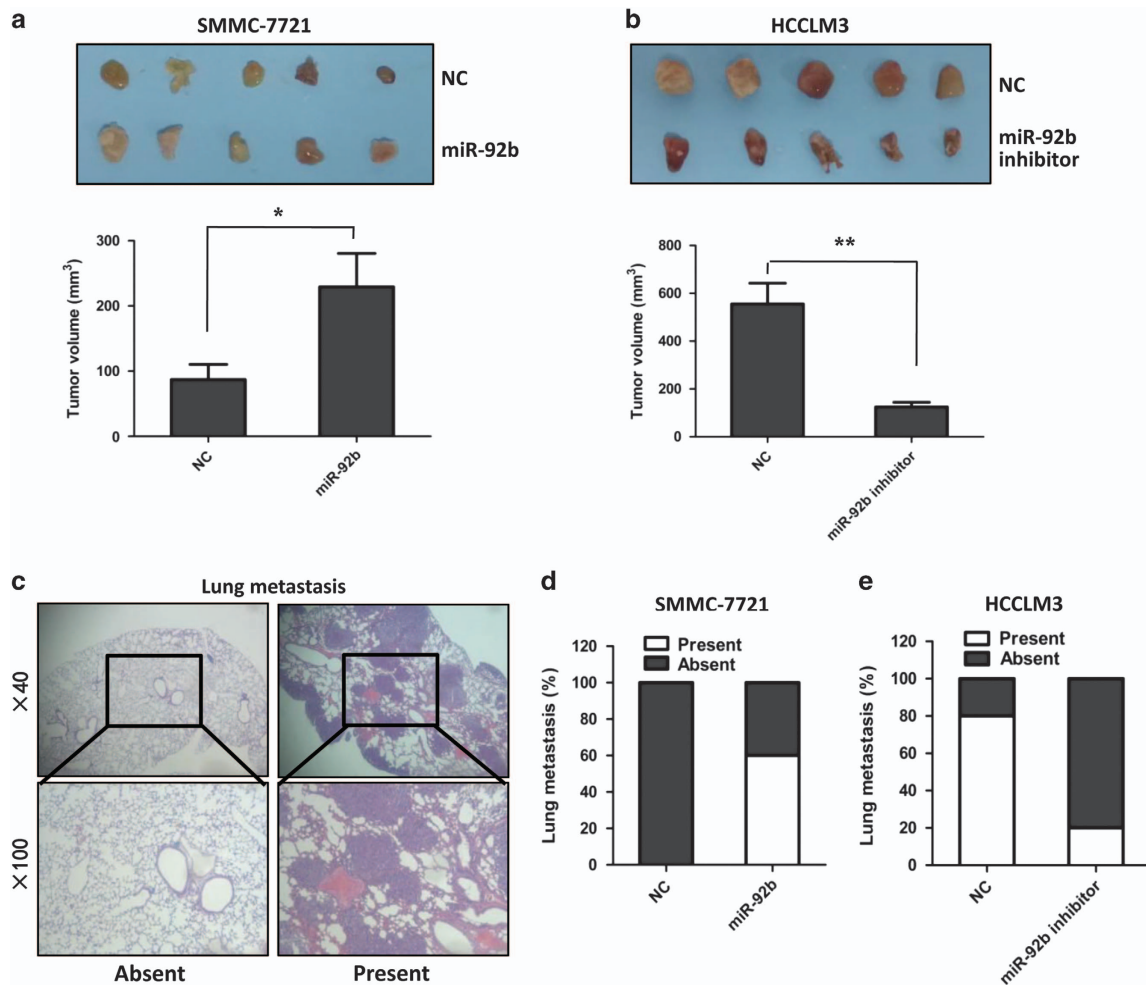 a
SMMC-7721
NC
miR-92b
*
Tumor volume (mm³)
300
200
100
0
NC
miR-92b
b
HCCLM3
NC
miR-92b
inhibitor
**
Tumor volume (mm³)
800
600
400
200
0
NC
miR-92b inhibitor
c
Lung metastasis
×40
×100
Absent
Present
d
SMMC-7721
Present
Absent
Lung metastasis (%)
120
100
80
60
40
20
0
NC
miR-92b
e
HCCLM3
Present
Absent
Lung metastasis (%)
120
100
80
60
40
20
0
NC
miR-92b inhibitor